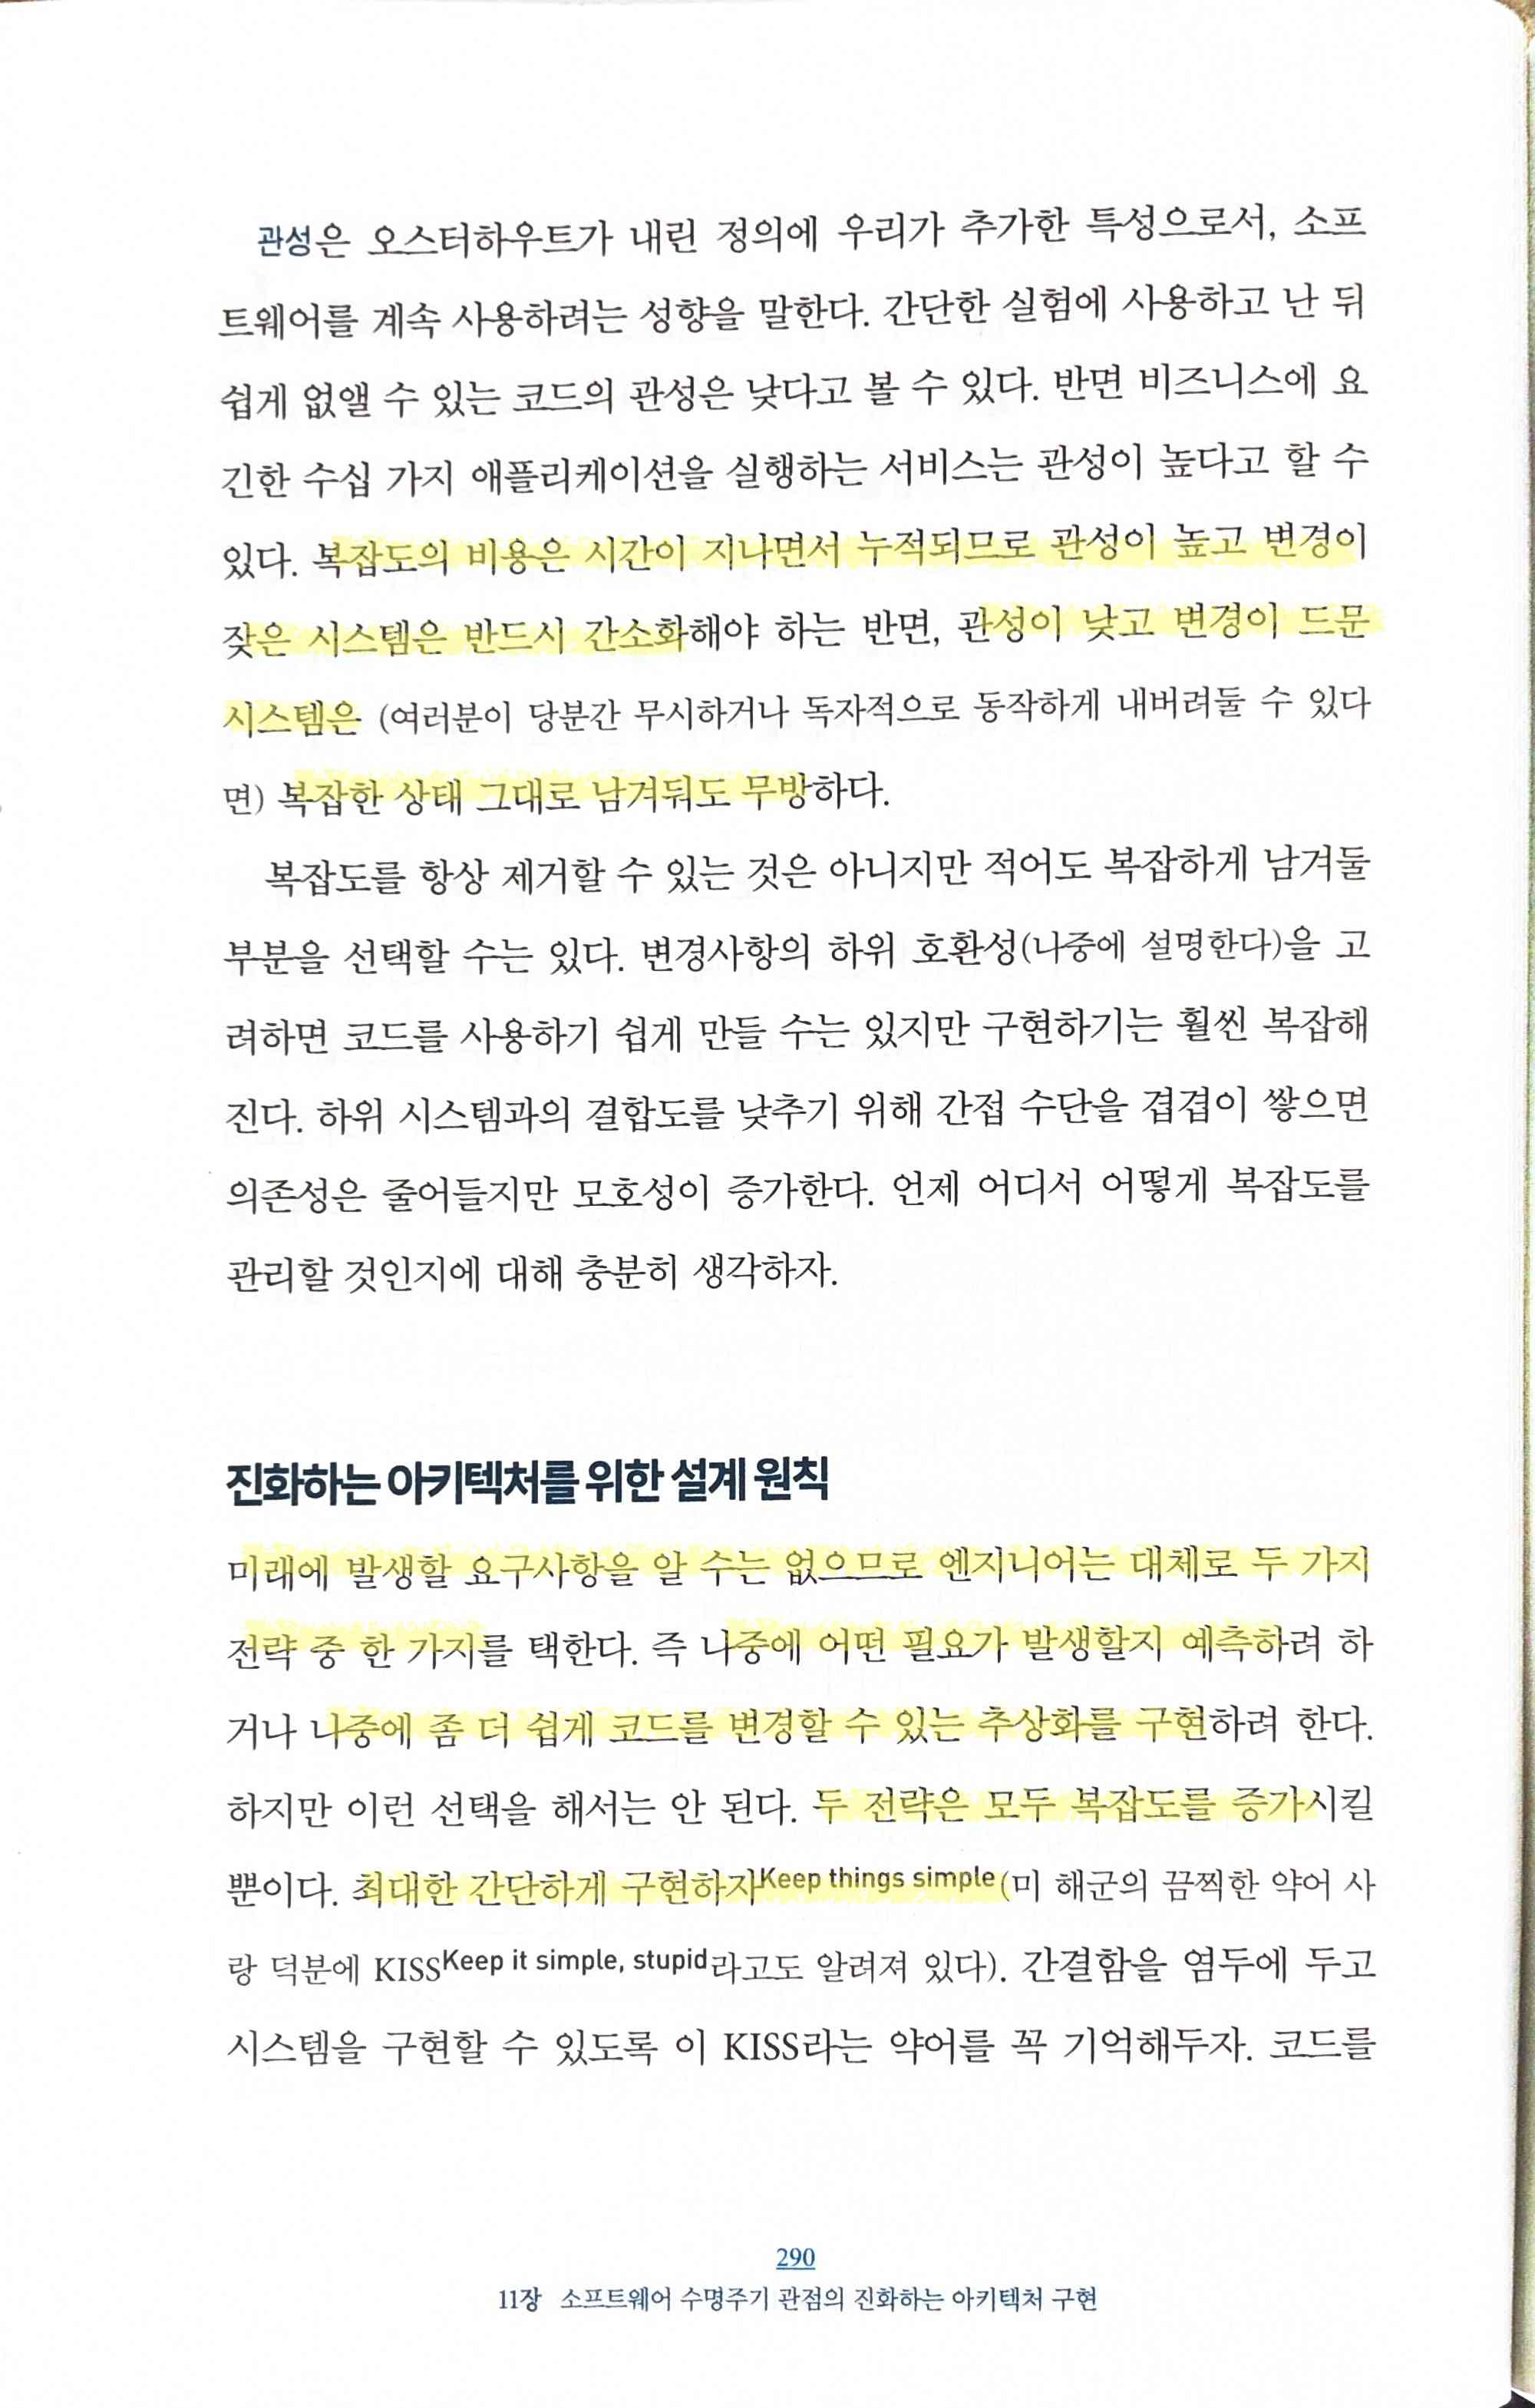 관성은 오스터하우트가 내린 정의에 우리가 추가한 특성으로서, 소프
트웨어를 계속 사용하려는 성향을 말한다. 간단한 실험에 사용하고 난 뒤
쉽게 없앨 수 있는 코드의 관성은 낮다고 볼 수 있다. 반면 비즈니스에 요
긴한 수십 가지 애플리케이션을 실행하는 서비스는 관성이 높다고 할 수
있다. 복잡도의 비용은 시간이 지나면서 누적되므로 관성이 높고 변경이
잦은 시스템은 반드시 간소화해야 하는 반면, 관성이 낮고 변경이 드문
시스템은 (여러분이 당분간 무시하거나 독자적으로 동작하게 내버려둘 수 있다
면) 복잡한 상태 그대로 남겨둬도 무방하다.
복잡도를 항상 제거할 수 있는 것은 아니지만 적어도 복잡하게 남겨둘
부분을 선택할 수는 있다. 변경사항의 하위 호환성(나중에 설명한다)을 고
려하면 코드를 사용하기 쉽게 만들 수는 있지만 구현하기는 훨씬 복잡해
진다. 하위 시스템과의 결합도를 낮추기 위해 간접 수단을 겹겹이 쌓으면
의존성은 줄어들지만 모호성이 증가한다. 언제 어디서 어떻게 복잡도를
관리할 것인지에 대해 충분히 생각하자.
진화하는 아키텍처를 위한 설계 원칙
미래에 발생할 요구사항을 알 수는 없으므로 엔지니어는 대체로 두 가지
전략 중 한 가지를 택한다. 즉 나중에 어떤 필요가 발생할지 예측하려 하
거나 나중에 좀 더 쉽게 코드를 변경할 수 있는 추상화를 구현하려 한다.
하지만 이런 선택을 해서는 안 된다. 두 전략은 모두 복잡도를 증가시킬
뿐이다. 최대한 간단하게 구현하자Keep things simple(미 해군의 끔찍한 약어 사
랑 덕분에 KISSKeep it simple, stupid라고도 알려져 있다). 간결함을 염두에 두고
시스템을 구현할 수 있도록 이 KISS라는 약어를 꼭 기억해두자. 코드를
290
11장 소프트웨어 수명주기 관점의 진화하는 아키텍처 구현